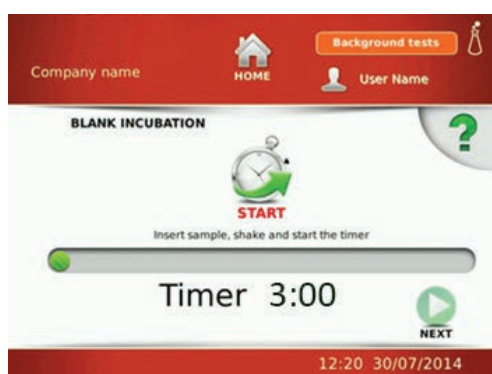 Background tests
Company name
HOME
User Name
BLANK INCUBATION
?
START
Insert sample, shake and start the timer
Timer 3:00
NEXT
12:20 30/07/2014